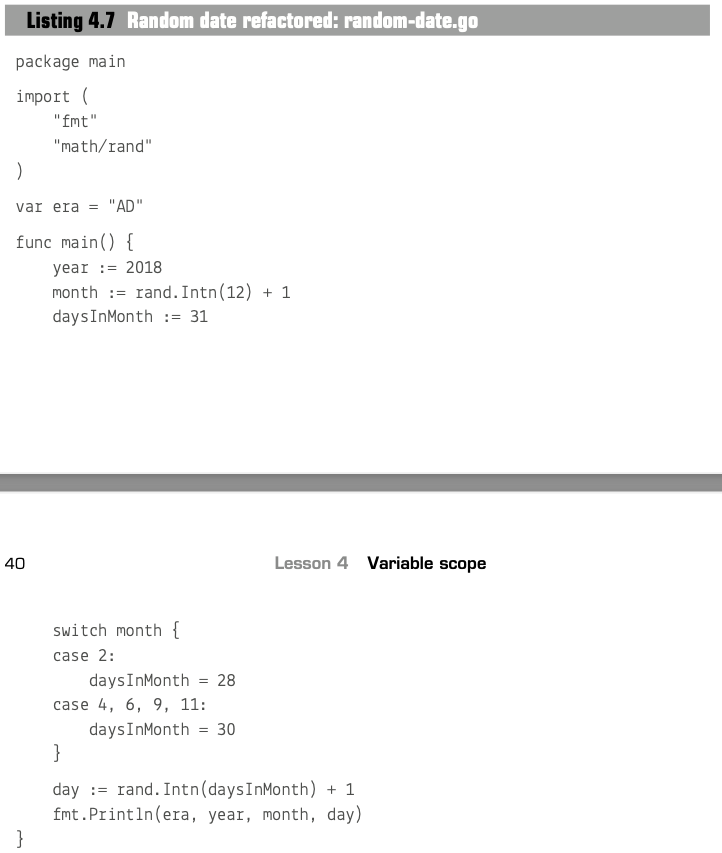 Listing 4.7 Random date refactored: random-date.go
package main
import (
    "fmt"
    "math/rand"
)
var era = "AD"
func main() {
    year := 2018
    month := rand.Intn(12) + 1
    daysInMonth := 31
40 Lesson 4 Variable scope
    switch month {
    case 2:
        daysInMonth = 28
    case 4, 6, 9, 11:
        daysInMonth = 30
    }
    day := rand.Intn(daysInMonth) + 1
    fmt.Println(era, year, month, day)
}